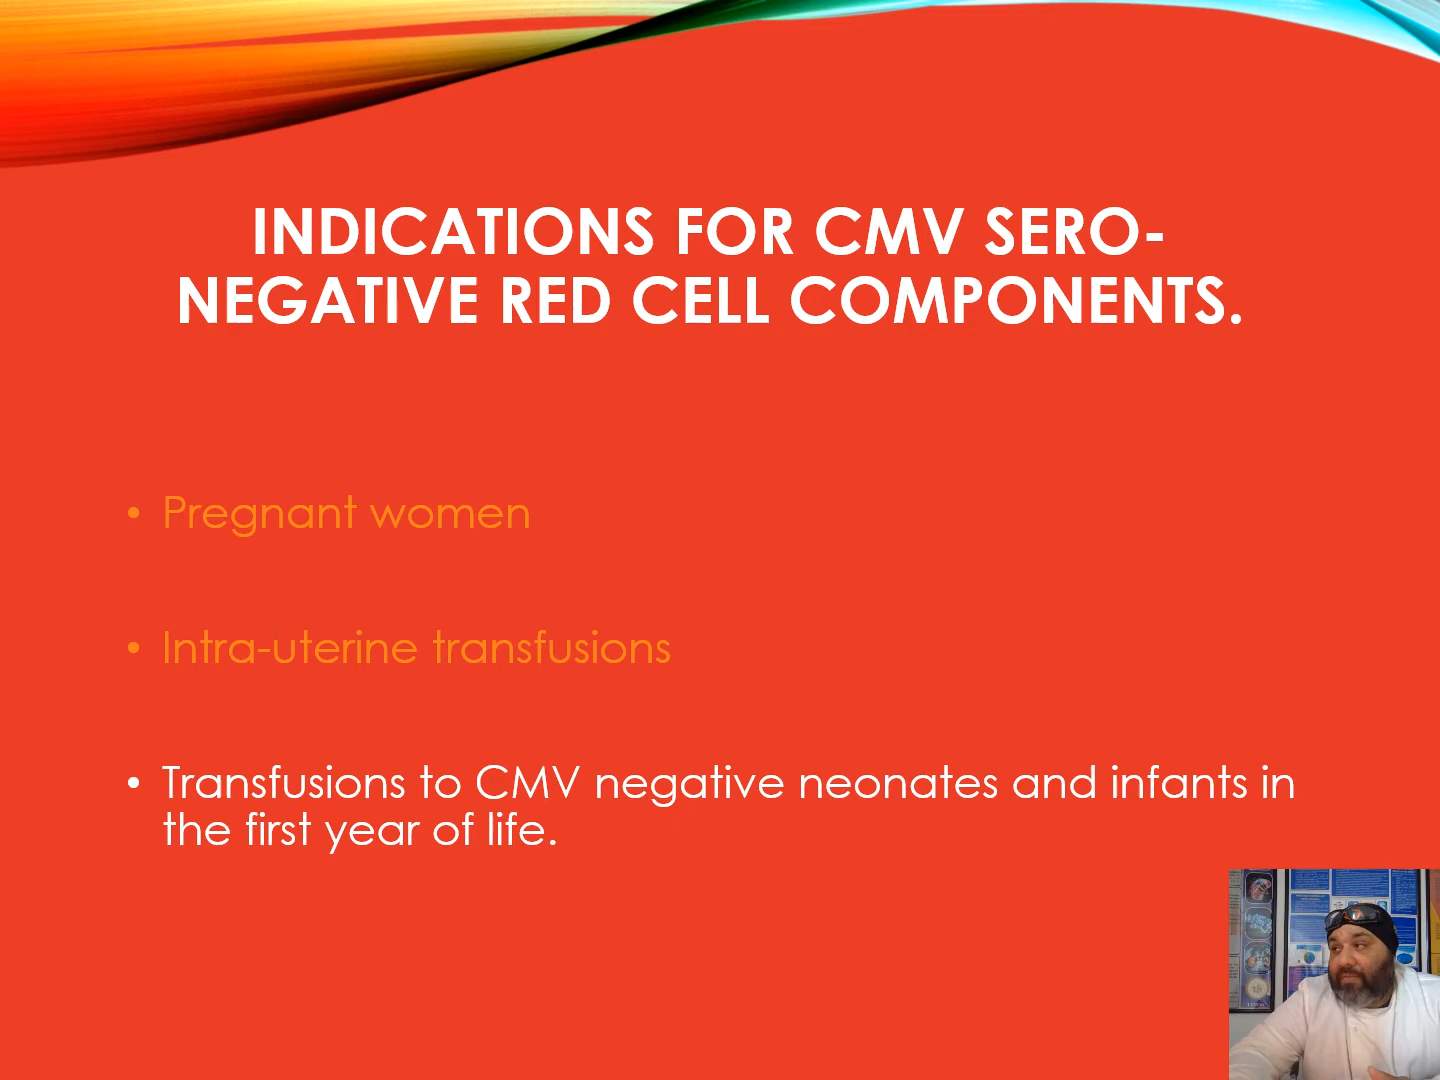 INDICATIONS FOR CMV SERO-
NEGATIVE RED CELL COMPONENTS.
• Pregnant women
• Intra-uterine transfusions
• Transfusions to CMV negative neonates and infants in
the first year of life.